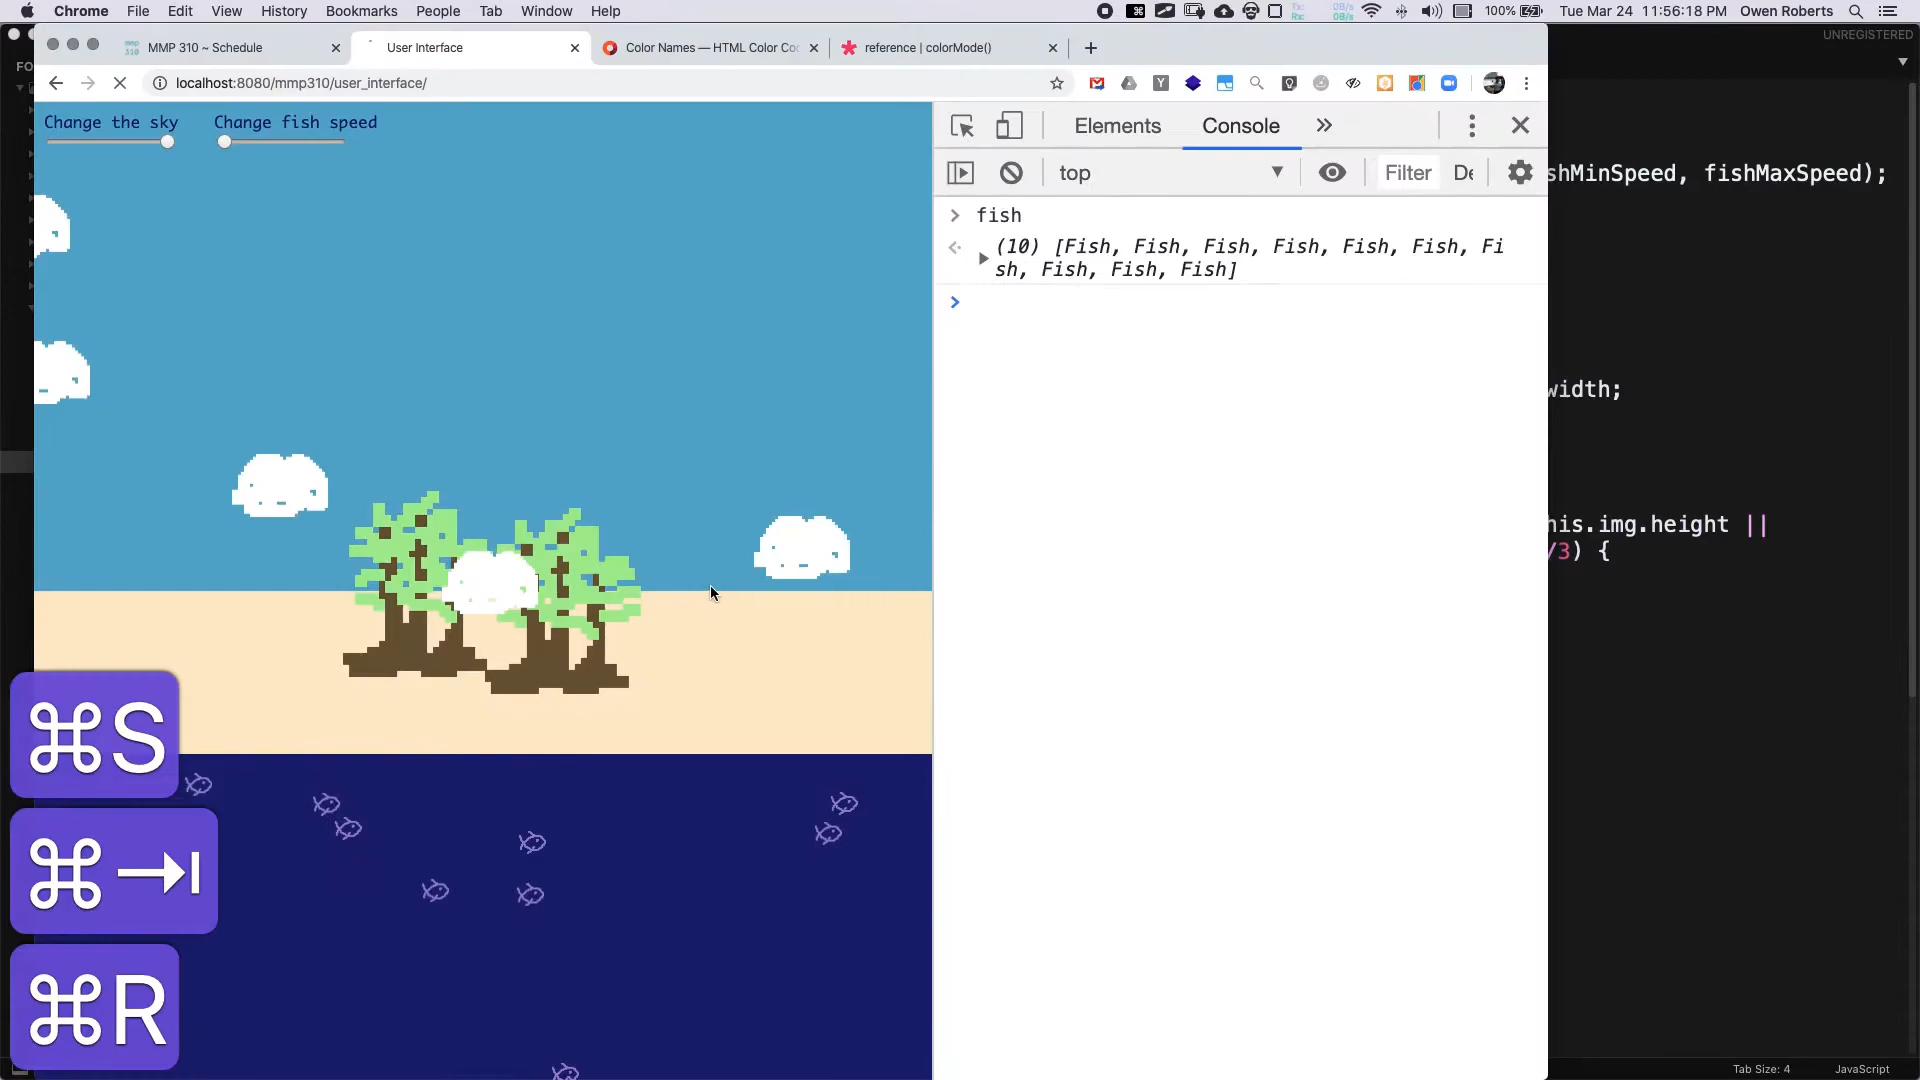 Chrome File Edit View History Bookmarks People Tab Window Help 100% Tue Mar 24 11:56:18 PM Owen Roberts
UNREGISTERED
MMP 310 ~ Schedule User Interface Color Names — HTML Color Co reference | colorMode()
FO
localhost:8080/mmp310/user_interface/
Change the sky Change fish speed
Elements Console
top Filter De
shMinSpeed, fishMaxSpeed);
fish
(10) [Fish, Fish, Fish, Fish, Fish, Fish, Fi
sh, Fish, Fish, Fish]
width;
his.img.height ||
/3) {
⌘S
⌘→|
⌘R
Tab Size: 4 JavaScript